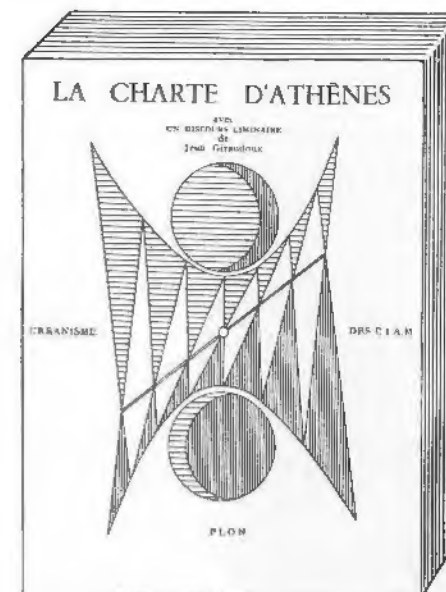 LA CHARTE D'ATHÈNES
avec
UN DISCOURS LIMINAIRE
de
Jean Giraudoux
URBANISME
DES C I A M
PLON